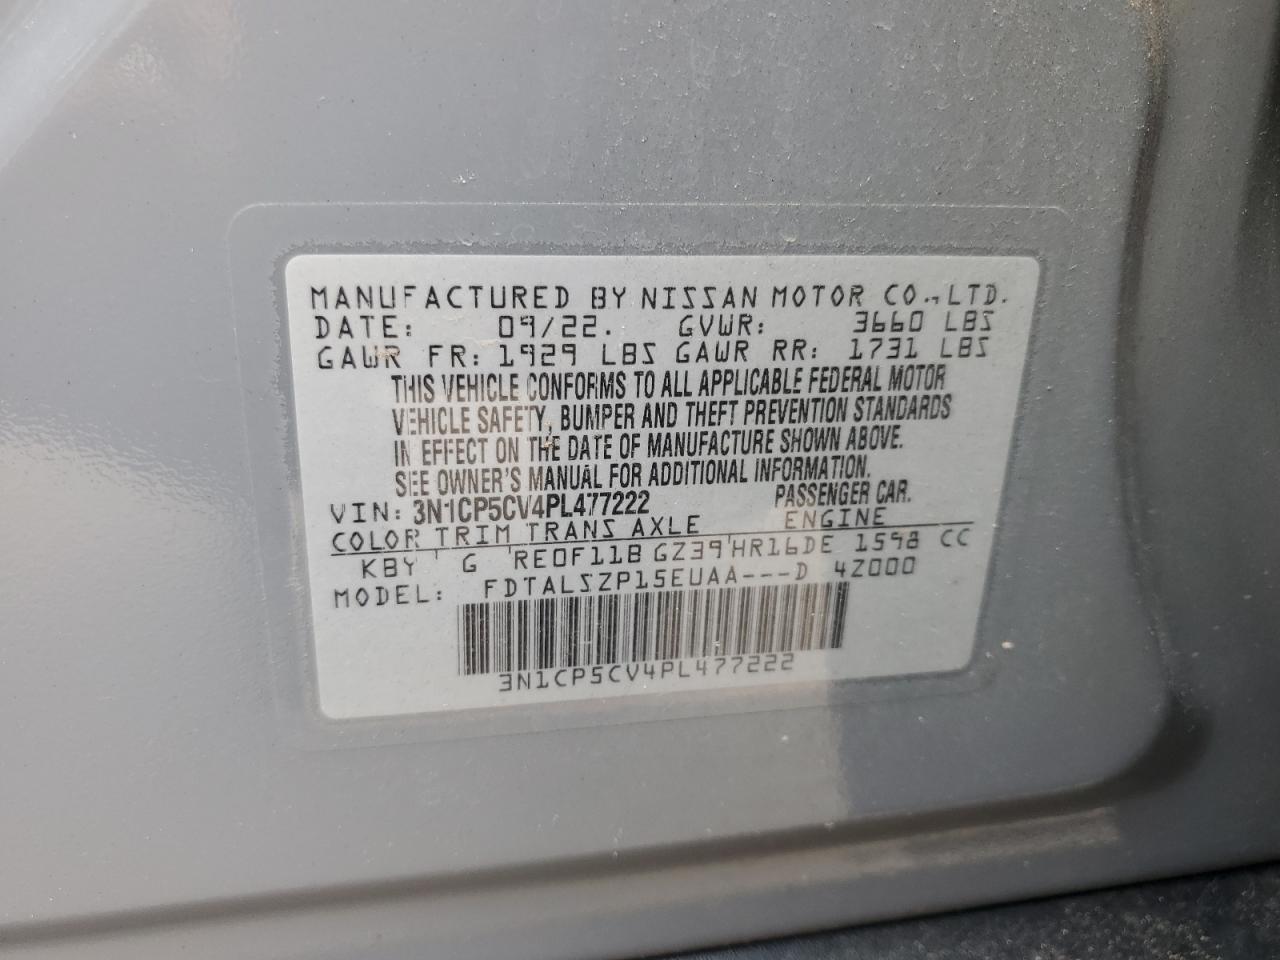 MANUFACTURED BY NISSAN MOTOR CO., LTD.
DATE: 09/22. GVWR: 3660 LBS
GAWR FR: 1929 LBS GAWR RR: 1731 LBS
THIS VEHICLE CONFORMS TO ALL APPLICABLE FEDERAL MOTOR
VEHICLE SAFETY, BUMPER AND THEFT PREVENTION STANDARDS
IN EFFECT ON THE DATE OF MANUFACTURE SHOWN ABOVE.
SEE OWNER'S MANUAL FOR ADDITIONAL INFORMATION.
VIN: 3N1CP5CV4PL477222 PASSENGER CAR.
COLOR TRIM TRANS AXLE ENGINE
KBY G RE0F11B GZ39 HR16DE 1598 CC
MODEL: FDTALSZP15EUAA---D 4Z000
3N1CP5CV4PL477222